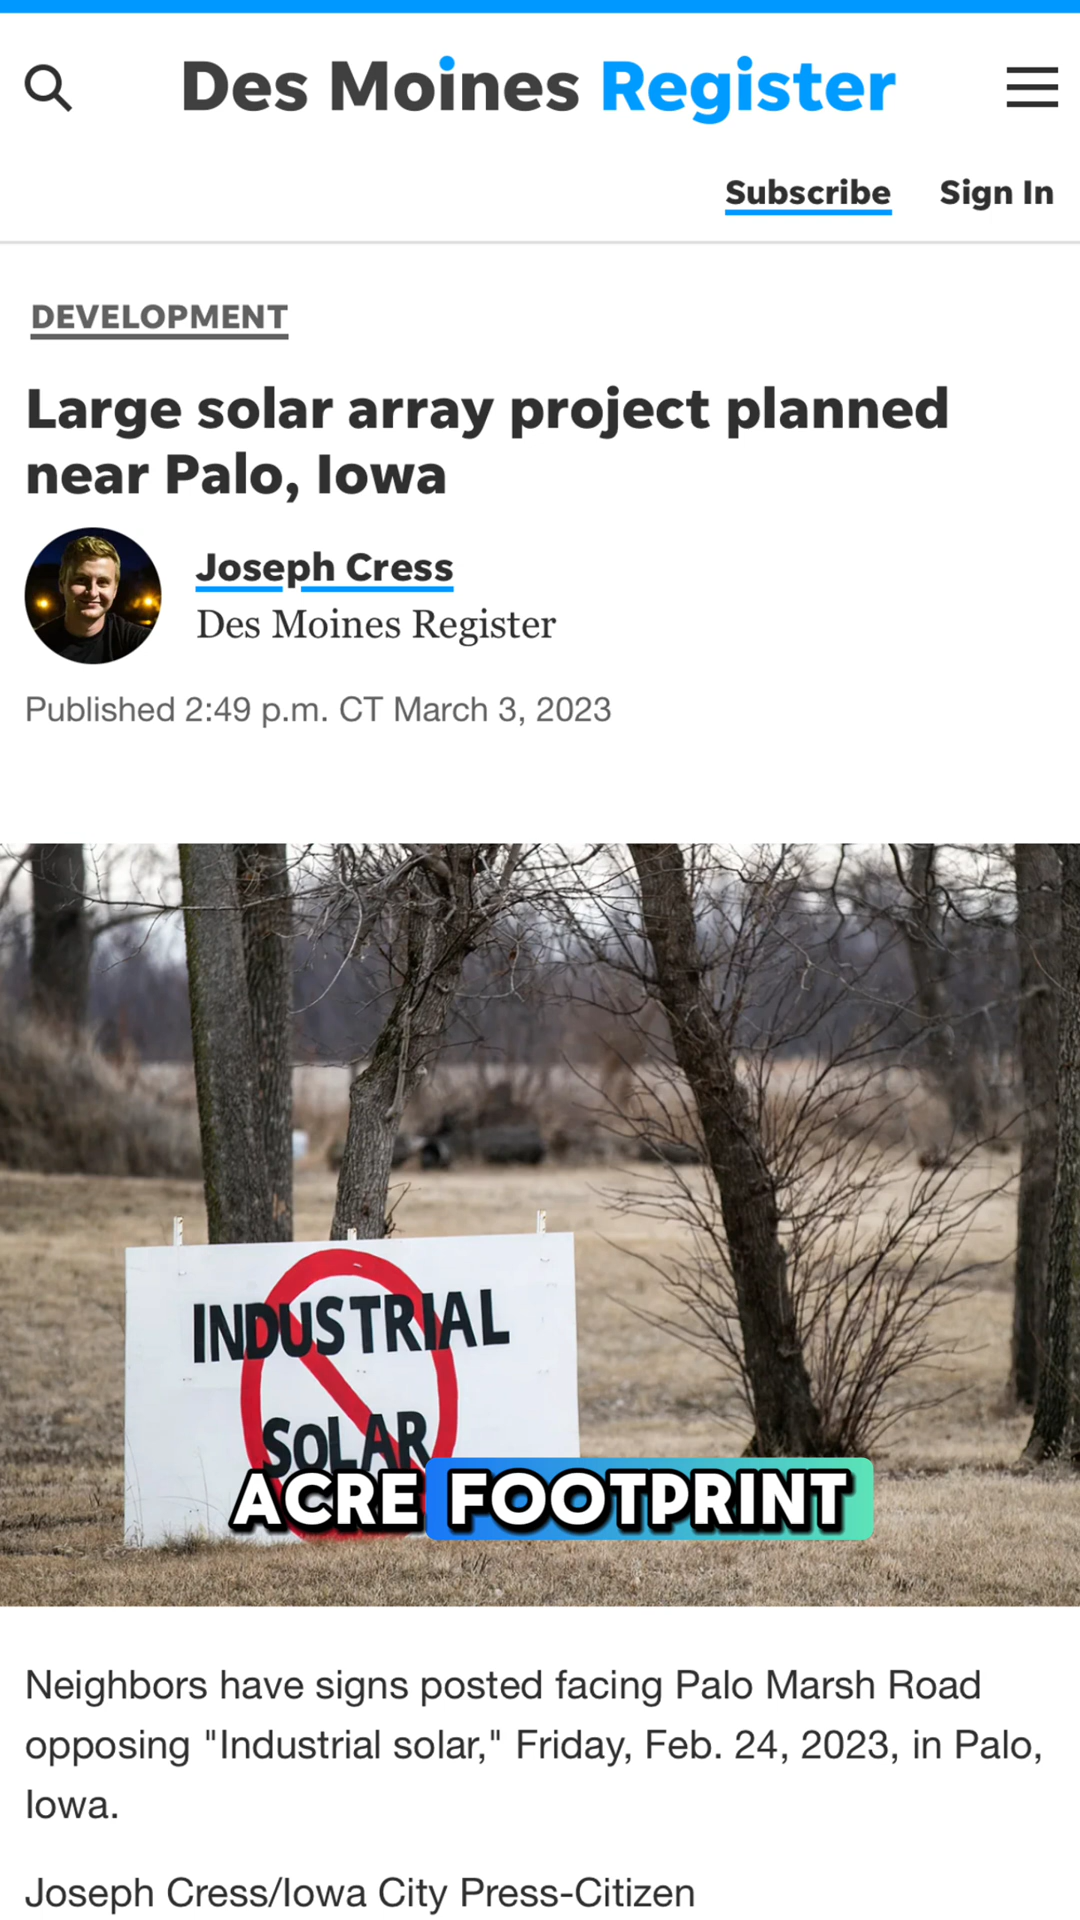 Des Moines Register
Subscribe Sign In
DEVELOPMENT
Large solar array project planned
near Palo, Iowa
Joseph Cress
Des Moines Register
Published 2:49 p.m. CT March 3, 2023
INDUSTRIAL
SOLAR
ACRE FOOTPRINT
Neighbors have signs posted facing Palo Marsh Road
opposing "Industrial solar," Friday, Feb. 24, 2023, in Palo,
Iowa.
Joseph Cress/Iowa City Press-Citizen